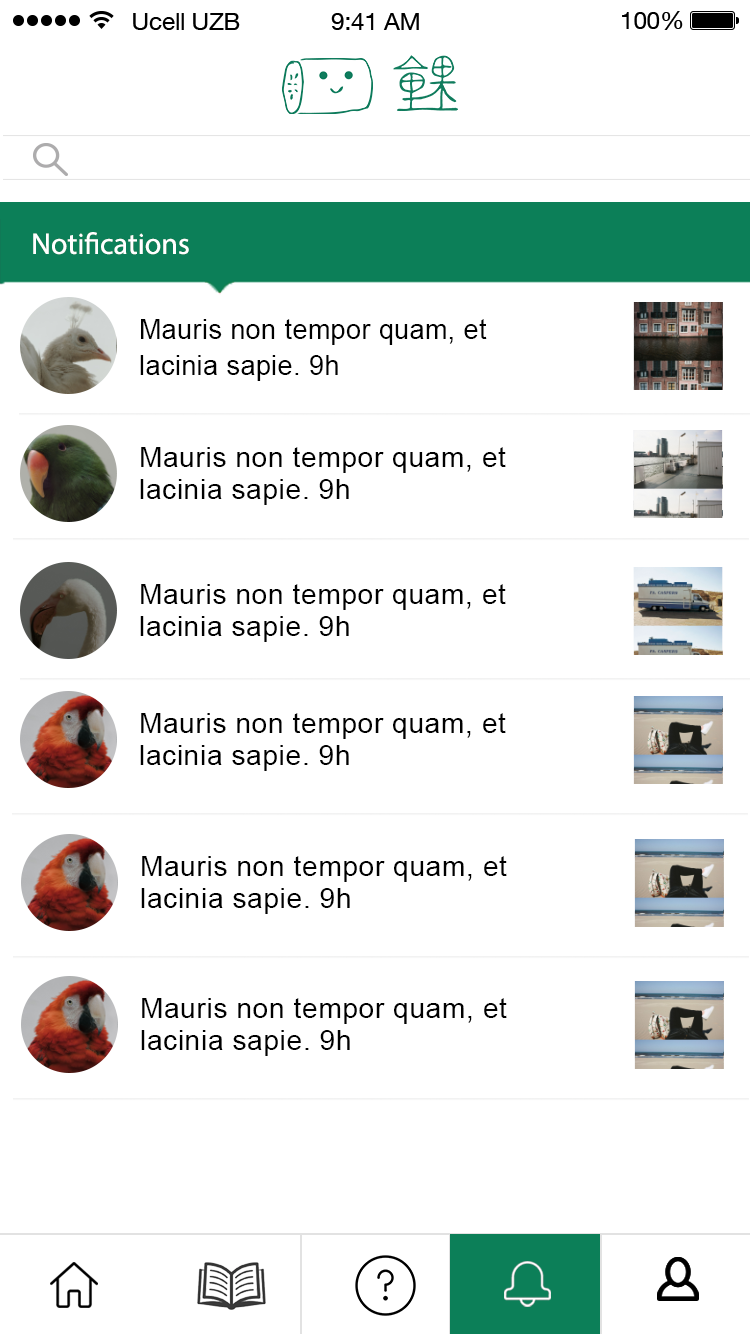 Ucell UZB 9:41 AM 100%
Notifications
Mauris non tempor quam, et
lacinia sapie. 9h
Mauris non tempor quam, et
lacinia sapie. 9h
Mauris non tempor quam, et
lacinia sapie. 9h
Mauris non tempor quam, et
lacinia sapie. 9h
Mauris non tempor quam, et
lacinia sapie. 9h
Mauris non tempor quam, et
lacinia sapie. 9h
?